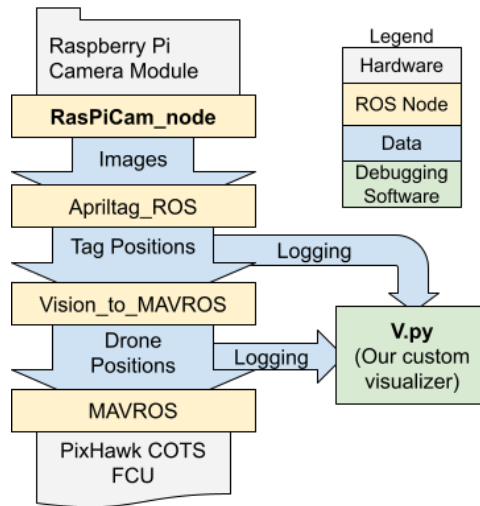 Raspberry Pi
Camera Module
RasPiCam_node
Images
Apriltag_ROS
Tag Positions
Logging
Vision_to_MAVROS
Drone
Positions
Logging
MAVROS
PixHawk COTS
FCU
Legend
Hardware
ROS Node
Data
Debugging
Software
V.py
(Our custom
visualizer)